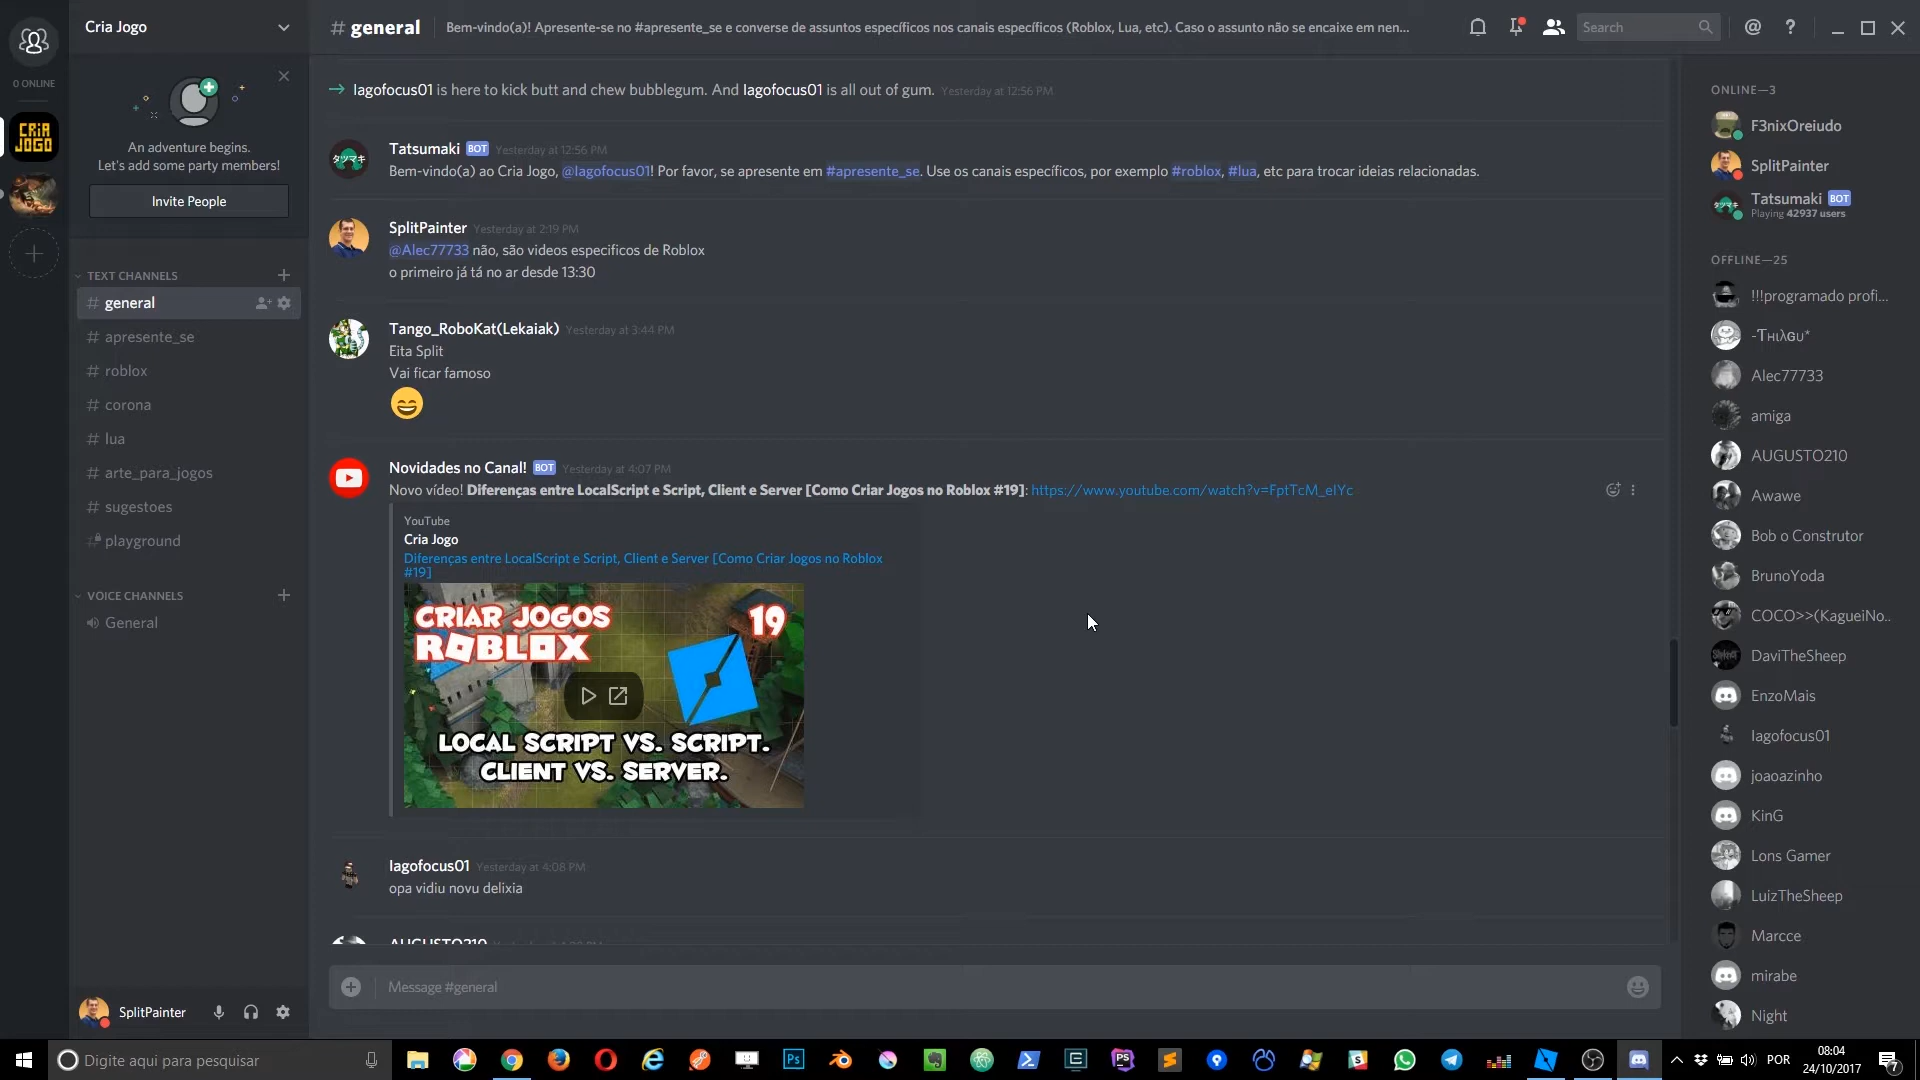 Cria Jogo
# general
Bem-vindo(a)! Apresente-se no #apresente_se e converse de assuntos específicos nos canais específicos (Roblox, Lua, etc). Caso o assunto não se encaixe em nen...
Search
0 ONLINE
CRIA
JOGO
An adventure begins.
Let's add some party members!
Invite People
TEXT CHANNELS
# general
# apresente_se
# roblox
# corona
# lua
# arte_para_jogos
# sugestoes
# playground
VOICE CHANNELS
General
SplitPainter
Iagofocus01 is here to kick butt and chew bubblegum. And Iagofocus01 is all out of gum. Yesterday at 12:56 PM
Tatsumaki BOT Yesterday at 12:56 PM
Bem-vindo(a) ao Cria Jogo, @Iagofocus01! Por favor, se apresente em #apresente_se. Use os canais específicos, por exemplo #roblox, #lua, etc para trocar ideias relacionadas.
SplitPainter Yesterday at 2:19 PM
@Alec77733 não, são videos especificos de Roblox
o primeiro já tá no ar desde 13:30
Tango_RoboKat(Lekaiak) Yesterday at 3:44 PM
Eita Split
Vai ficar famoso
Novidades no Canal! BOT Yesterday at 4:07 PM
Novo vídeo! Diferenças entre LocalScript e Script, Client e Server [Como Criar Jogos no Roblox #19]: https://www.youtube.com/watch?v=FptTcM_eIYc
YouTube
Cria Jogo
Diferenças entre LocalScript e Script, Client e Server [Como Criar Jogos no Roblox
#19]
CRIAR JOGOS
ROBLOX
19
LOCAL SCRIPT VS. SCRIPT.
CLIENT VS. SERVER.
Iagofocus01 Yesterday at 4:08 PM
opa vidiu novu delixia
AUGUSTO210
Message #general
ONLINE—3
F3nixOreiudo
SplitPainter
Tatsumaki BOT
Playing 42937 users
OFFLINE—25
!!!programado profi...
Alec77733
amiga
AUGUSTO210
Awawe
Bob o Construtor
BrunoYoda
COCO>>(KagueiNo..
DaviTheSheep
EnzoMais
Iagofocus01
joaoazinho
KinG
Lons Gamer
LuizTheSheep
Marcce
mirabe
Night
Digite aqui para pesquisar
POR
08:04
24/10/2017